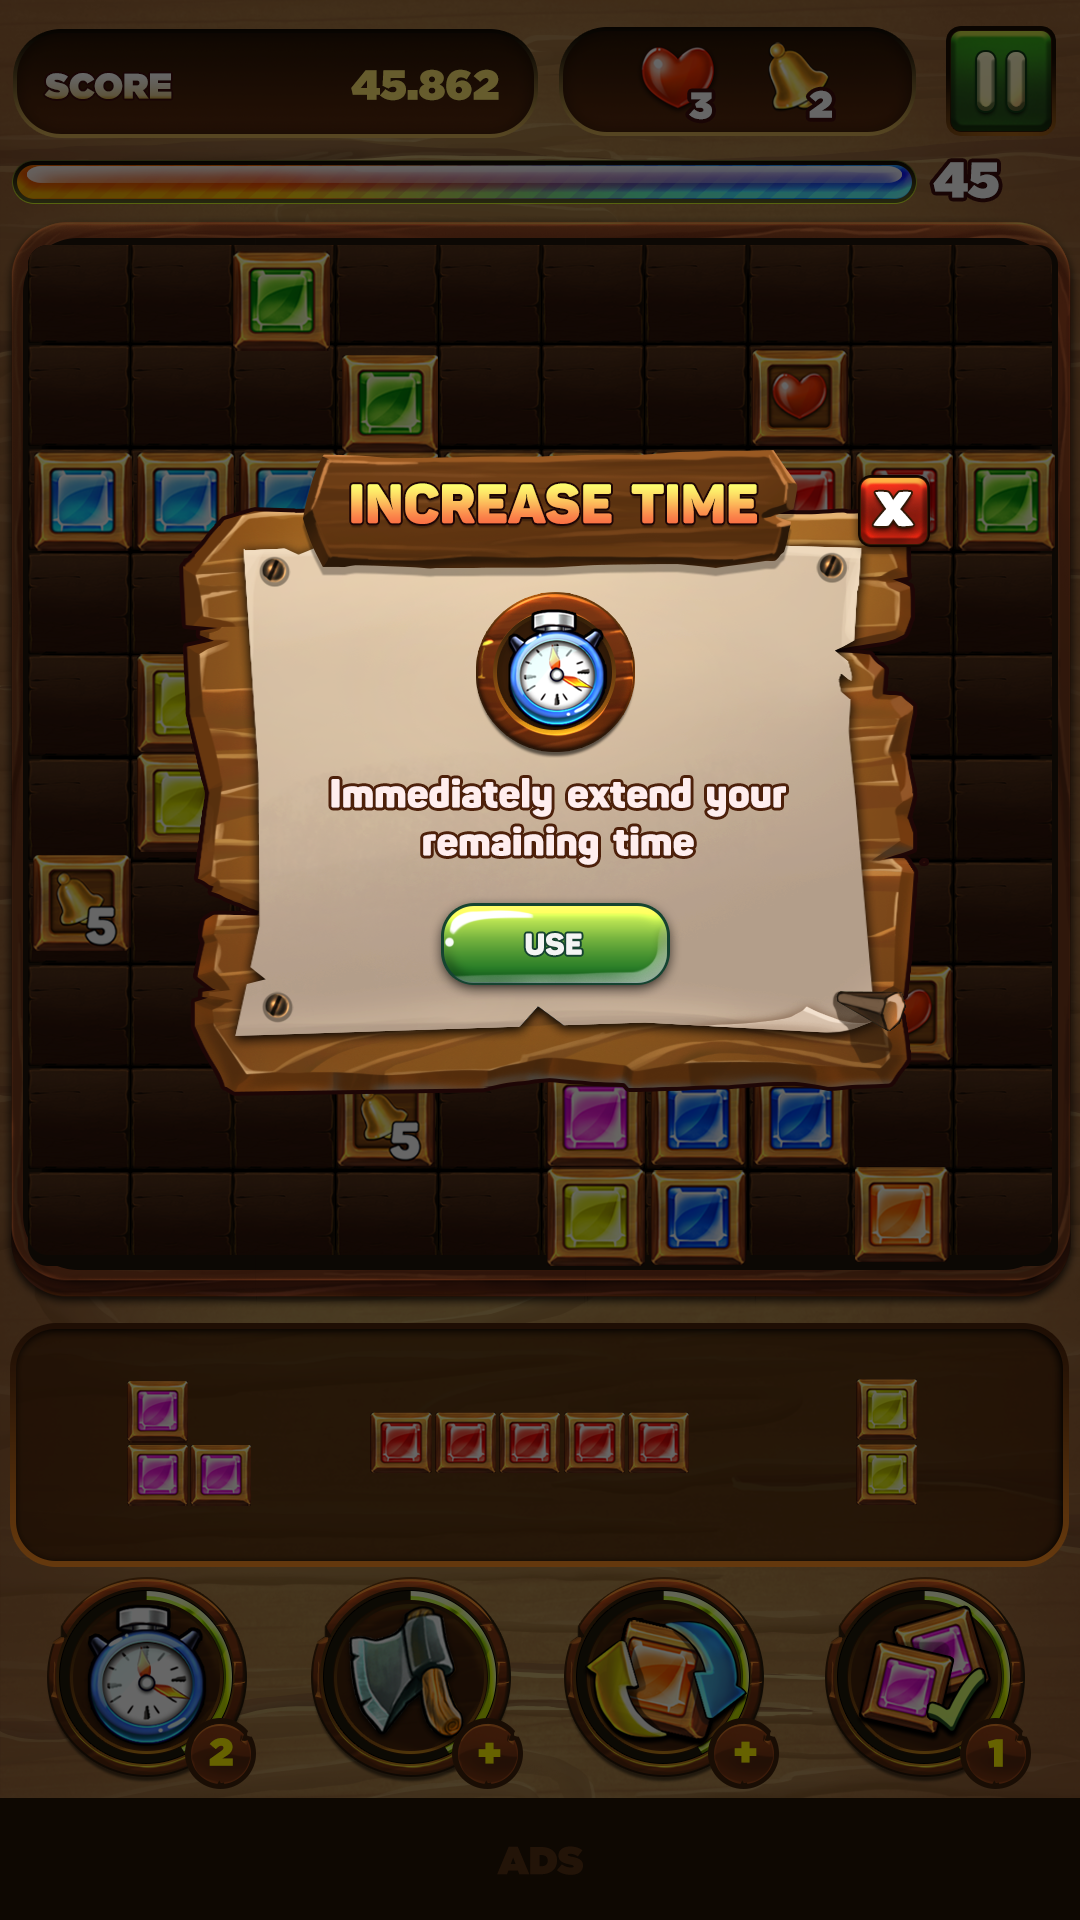 SCORE 45.862 3 2
45
INCREASE TIME X
Immediately extend your
remaining time
5
USE
5
2 + + 1
ADS